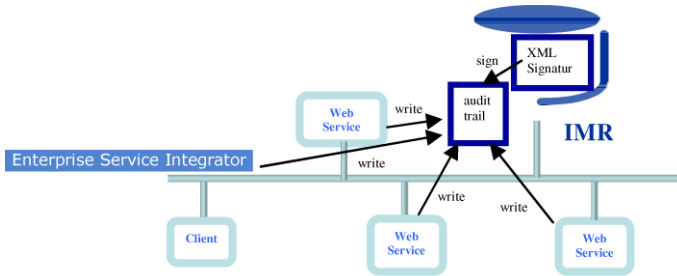 XML
Signatur
sign
audit
trail
Web
Service
write
IMR
Enterprise Service Integrator
write
write
write
Client
Web
Service
Web
Service